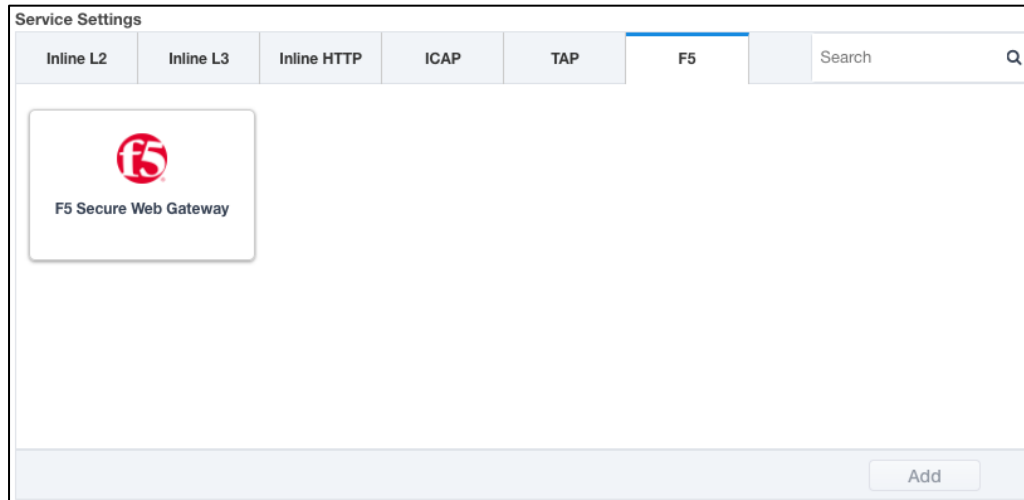 Service Settings
Inline L2 Inline L3 Inline HTTP ICAP TAP F5 Search
f5
F5 Secure Web Gateway
Add